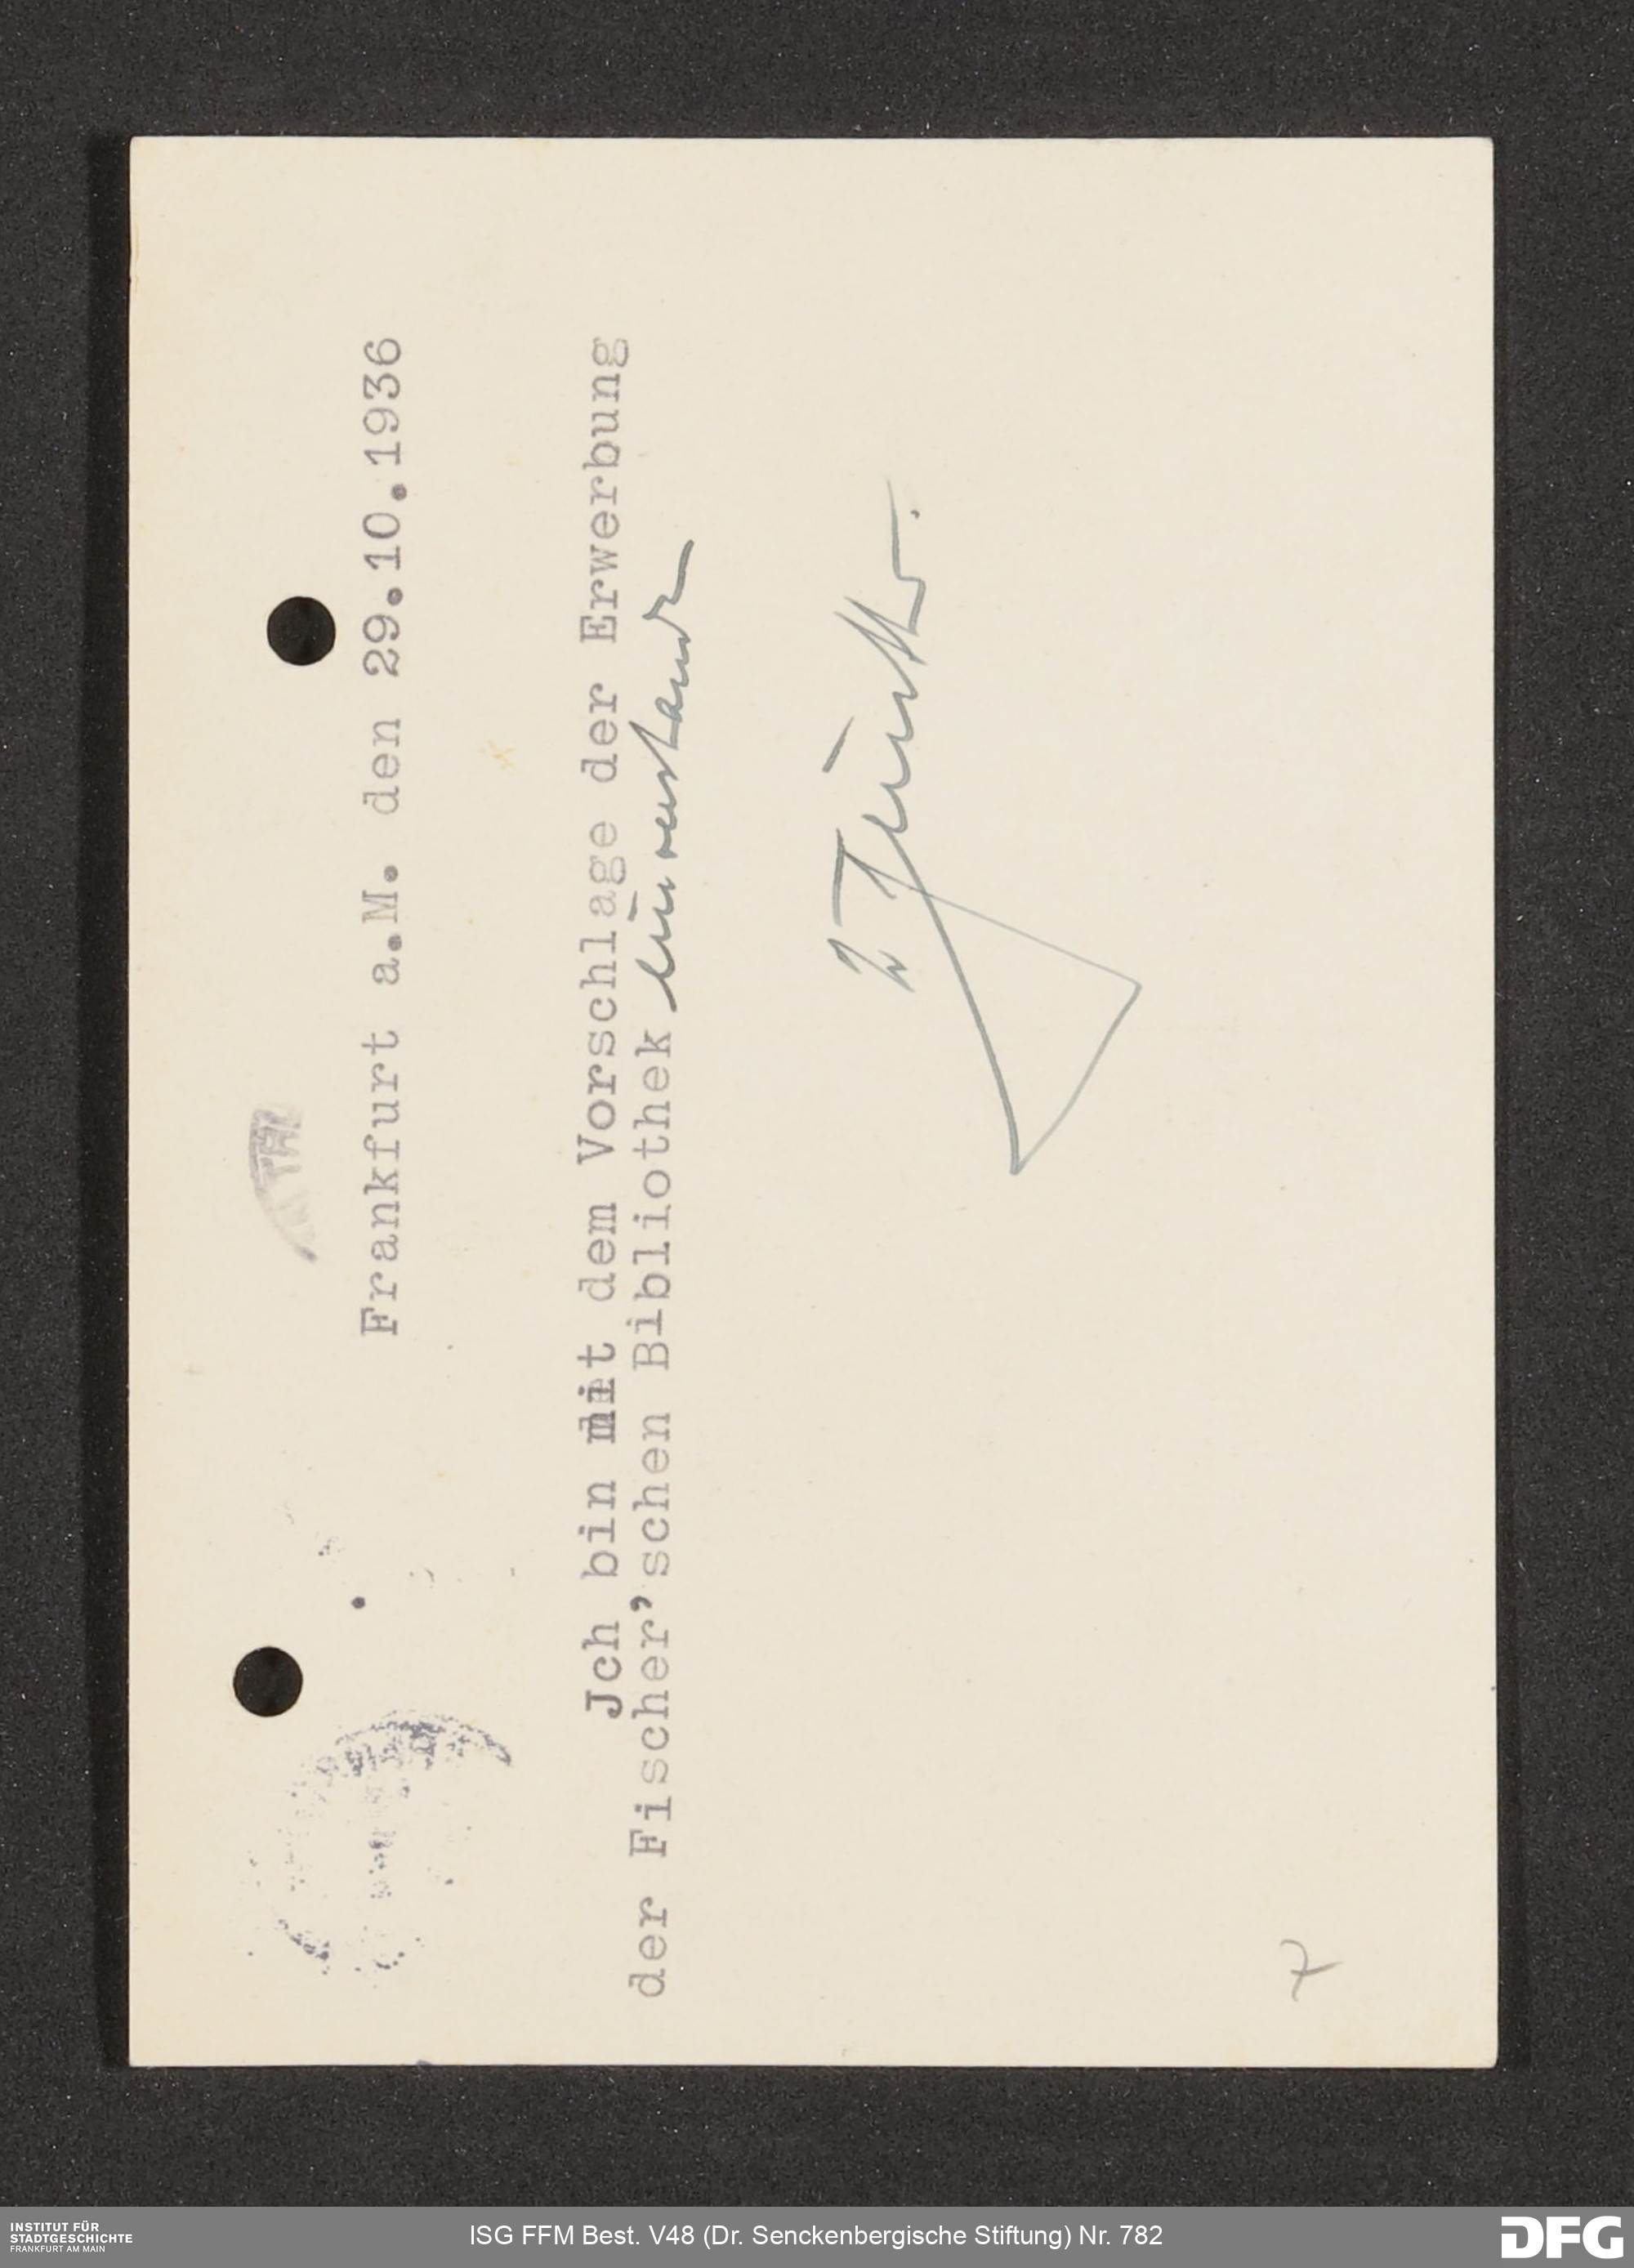 Frankfurt a.M. den 29.10.1936
Jch bin mit dem Vorschlage der Erwerbung
der Fischer'schen Bibliothek einverstanden
7
INSTITUT FÜR
STADTGESCHICHTE
FRANKFURT AM MAIN
ISG FFM Best. V48 (Dr. Senckenbergische Stiftung) Nr. 782
DFG